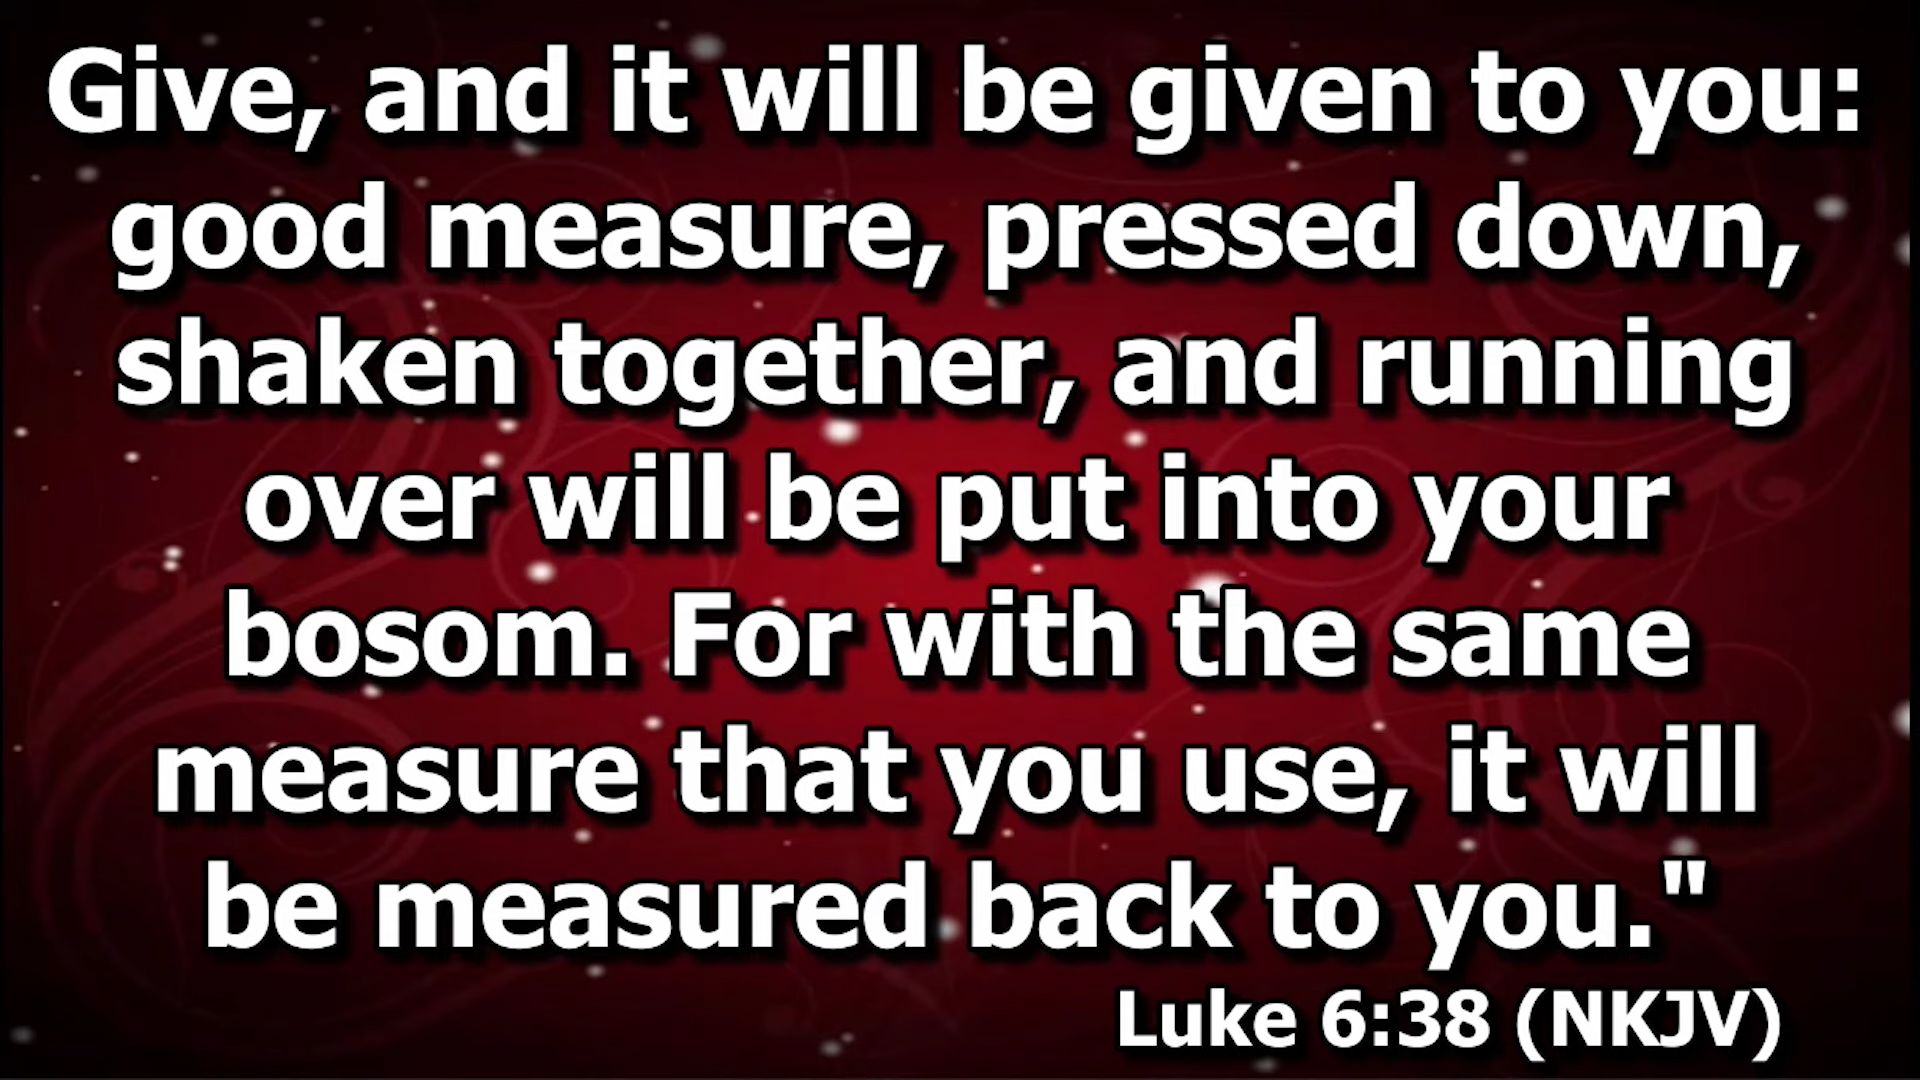 Give, and it will be given to you:
good measure, pressed down,
shaken together, and running
over will be put into your
bosom. For with the same
measure that you use, it will
be measured back to you."
Luke 6:38 (NKJV)